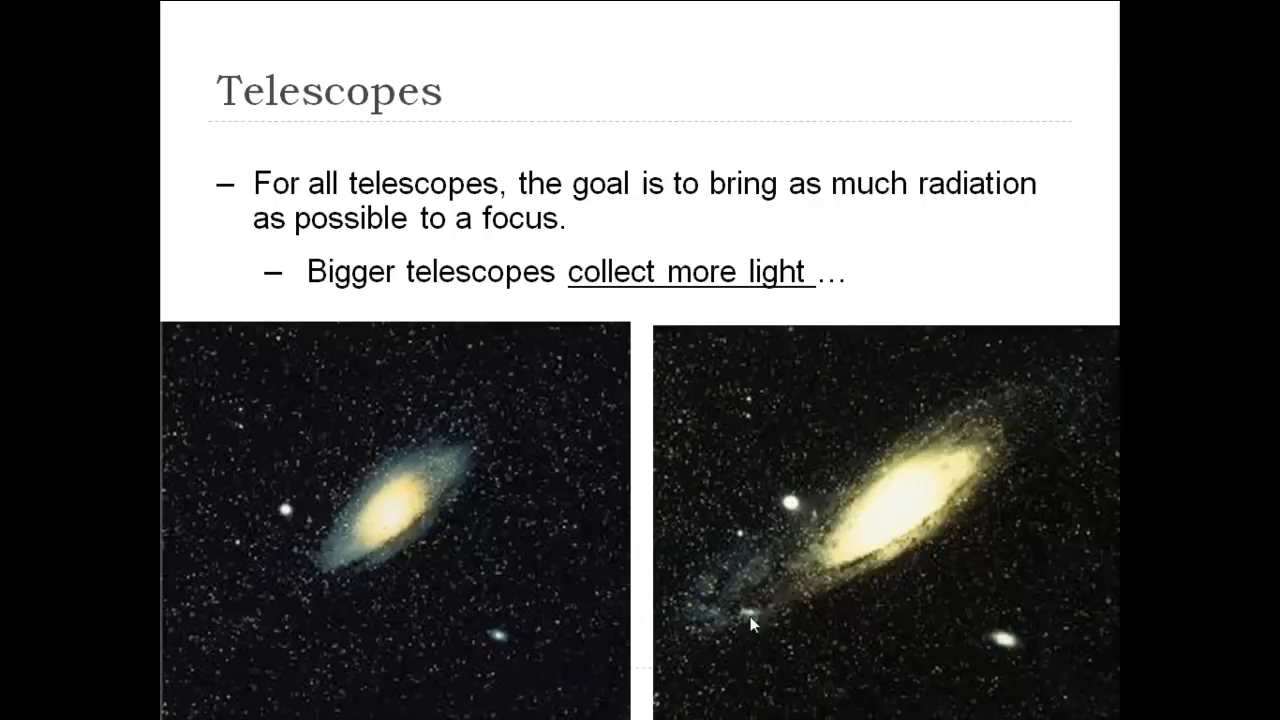 Telescopes
– For all telescopes, the goal is to bring as much radiation
as possible to a focus.
– Bigger telescopes collect more light …